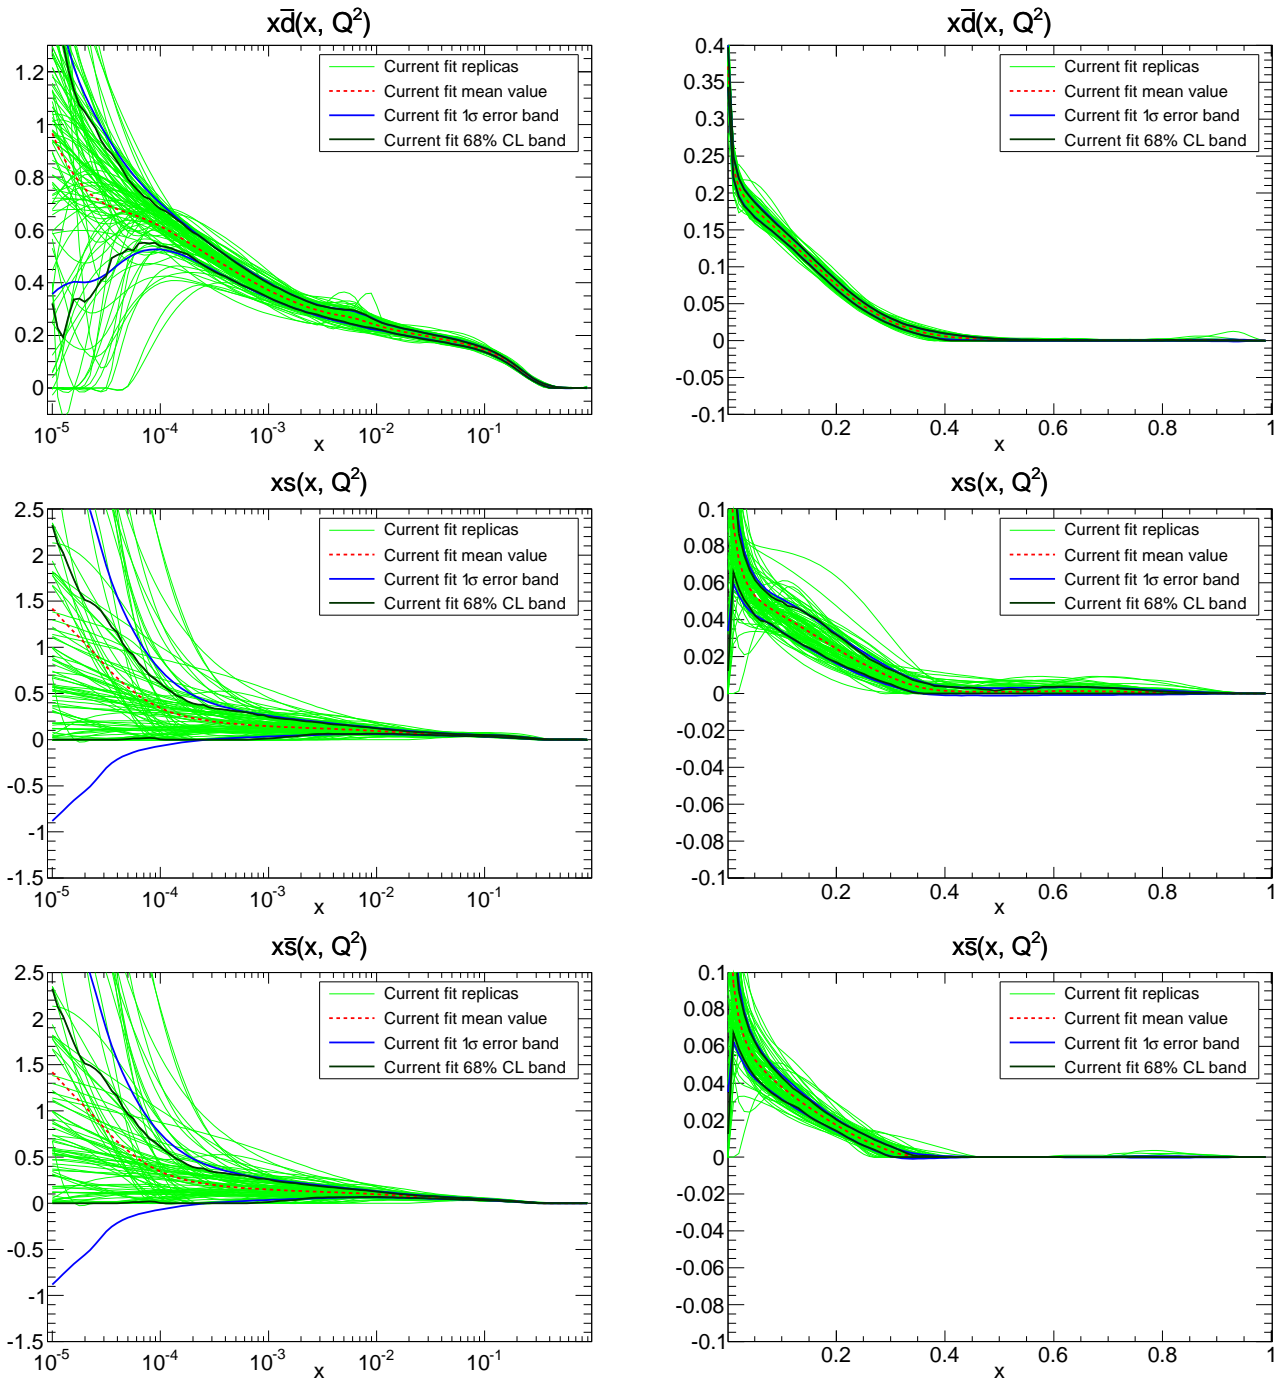 xd̄(x, Q²)
Current fit replicas
Current fit mean value
Current fit 1σ error band
Current fit 68% CL band
1.2
1
0.8
0.6
0.4
0.2
0
10⁻⁵ 10⁻⁴ 10⁻³ 10⁻² 10⁻¹
x
xd̄(x, Q²)
Current fit replicas
Current fit mean value
Current fit 1σ error band
Current fit 68% CL band
0.4
0.35
0.3
0.25
0.2
0.15
0.1
0.05
0
-0.05
-0.1
0.2 0.4 0.6 0.8 1
x
xs(x, Q²)
Current fit replicas
Current fit mean value
Current fit 1σ error band
Current fit 68% CL band
2.5
2
1.5
1
0.5
0
-0.5
-1
-1.5
10⁻⁵ 10⁻⁴ 10⁻³ 10⁻² 10⁻¹
x
xs(x, Q²)
Current fit replicas
Current fit mean value
Current fit 1σ error band
Current fit 68% CL band
0.1
0.08
0.06
0.04
0.02
0
-0.02
-0.04
-0.06
-0.08
-0.1
0.2 0.4 0.6 0.8 1
x
xs̄(x, Q²)
Current fit replicas
Current fit mean value
Current fit 1σ error band
Current fit 68% CL band
2.5
2
1.5
1
0.5
0
-0.5
-1
-1.5
10⁻⁵ 10⁻⁴ 10⁻³ 10⁻² 10⁻¹
x
xs̄(x, Q²)
Current fit replicas
Current fit mean value
Current fit 1σ error band
Current fit 68% CL band
0.1
0.08
0.06
0.04
0.02
0
-0.02
-0.04
-0.06
-0.08
-0.1
0.2 0.4 0.6 0.8 1
x